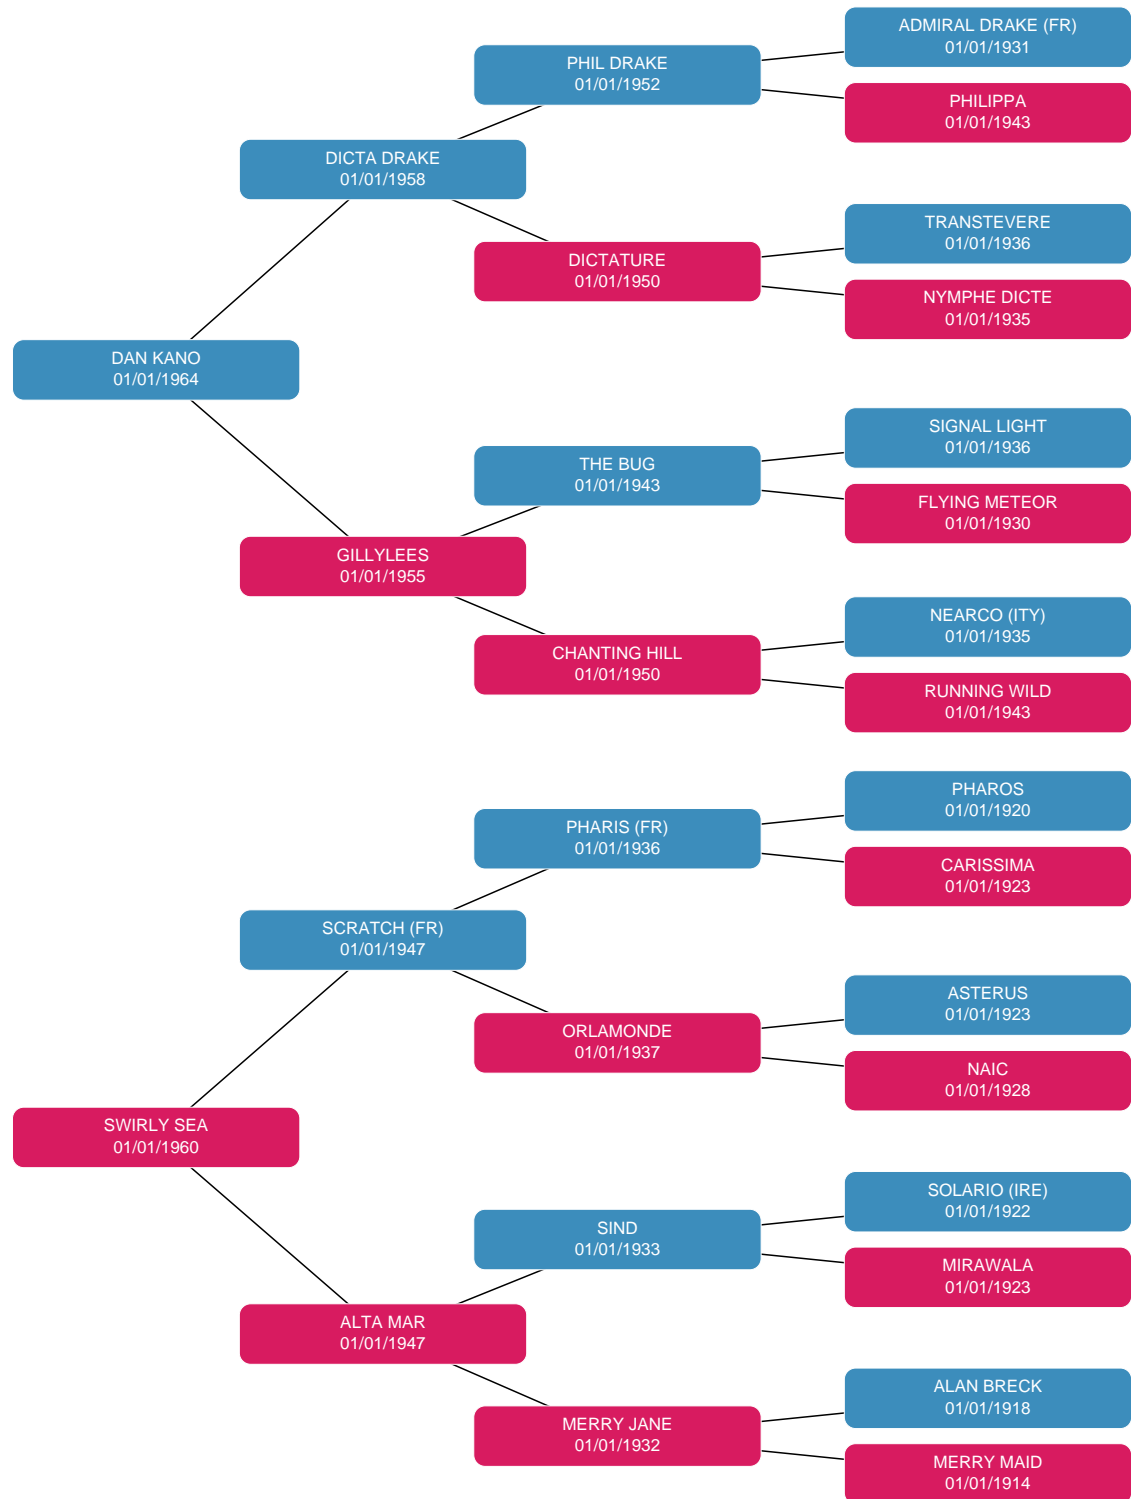 ADMIRAL DRAKE (FR)
01/01/1931
PHIL DRAKE
01/01/1952
PHILIPPA
01/01/1943
DICTA DRAKE
01/01/1958
TRANSTEVERE
01/01/1936
DICTATURE
01/01/1950
NYMPHE DICTE
01/01/1935
DAN KANO
01/01/1964
SIGNAL LIGHT
01/01/1936
THE BUG
01/01/1943
FLYING METEOR
01/01/1930
GILLYLEES
01/01/1955
NEARCO (ITY)
01/01/1935
CHANTING HILL
01/01/1950
RUNNING WILD
01/01/1943
PHAROS
01/01/1920
PHARIS (FR)
01/01/1936
CARISSIMA
01/01/1923
SCRATCH (FR)
01/01/1947
ASTERUS
01/01/1923
ORLAMONDE
01/01/1937
NAIC
01/01/1928
SWIRLY SEA
01/01/1960
SOLARIO (IRE)
01/01/1922
SIND
01/01/1933
MIRAWALA
01/01/1923
ALTA MAR
01/01/1947
ALAN BRECK
01/01/1918
MERRY JANE
01/01/1932
MERRY MAID
01/01/1914